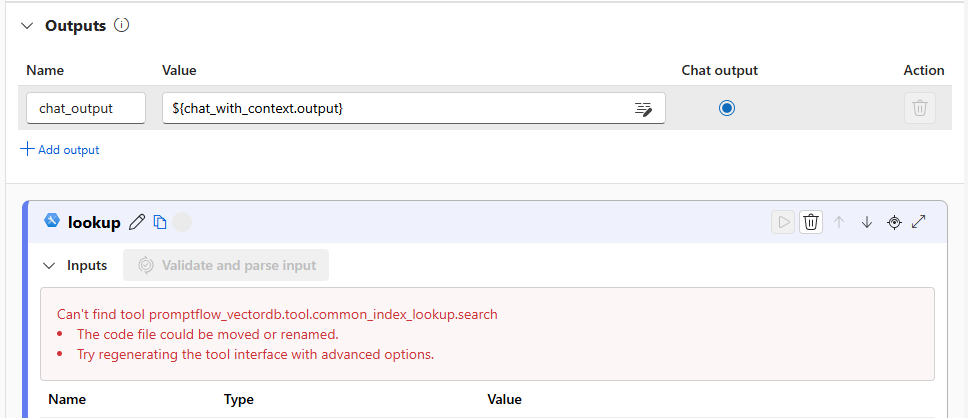 Outputs
Name Value Chat output Action
chat_output ${chat_with_context.output}
Add output
lookup
Inputs Validate and parse input
Can't find tool promptflow_vectordb.tool.common_index_lookup.search
• The code file could be moved or renamed.
• Try regenerating the tool interface with advanced options.
Name Type Value